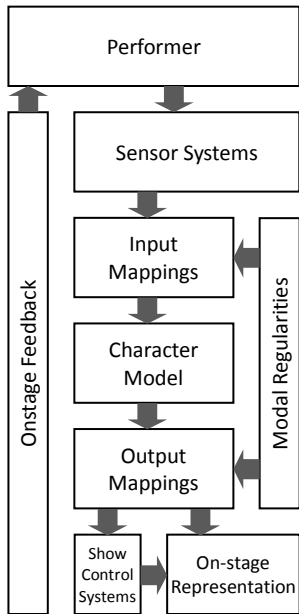 Performer
Sensor Systems
Input
Mappings
Character
Model
Output
Mappings
Show
Control
Systems
On-stage
Representation
Onstage Feedback
Modal Regularities